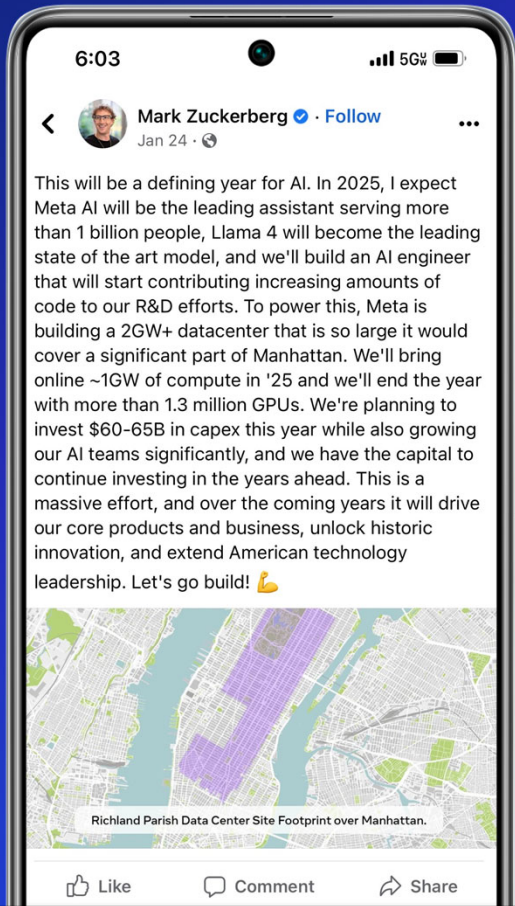 6:03
5G UW
Mark Zuckerberg · Follow
Jan 24 ·
This will be a defining year for AI. In 2025, I expect
Meta AI will be the leading assistant serving more
than 1 billion people, Llama 4 will become the leading
state of the art model, and we'll build an AI engineer
that will start contributing increasing amounts of
code to our R&D efforts. To power this, Meta is
building a 2GW+ datacenter that is so large it would
cover a significant part of Manhattan. We'll bring
online ~1GW of compute in '25 and we'll end the year
with more than 1.3 million GPUs. We're planning to
invest $60-65B in capex this year while also growing
our AI teams significantly, and we have the capital to
continue investing in the years ahead. This is a
massive effort, and over the coming years it will drive
our core products and business, unlock historic
innovation, and extend American technology
leadership. Let's go build! 💪
Richland Parish Data Center Site Footprint over Manhattan.
Like Comment Share